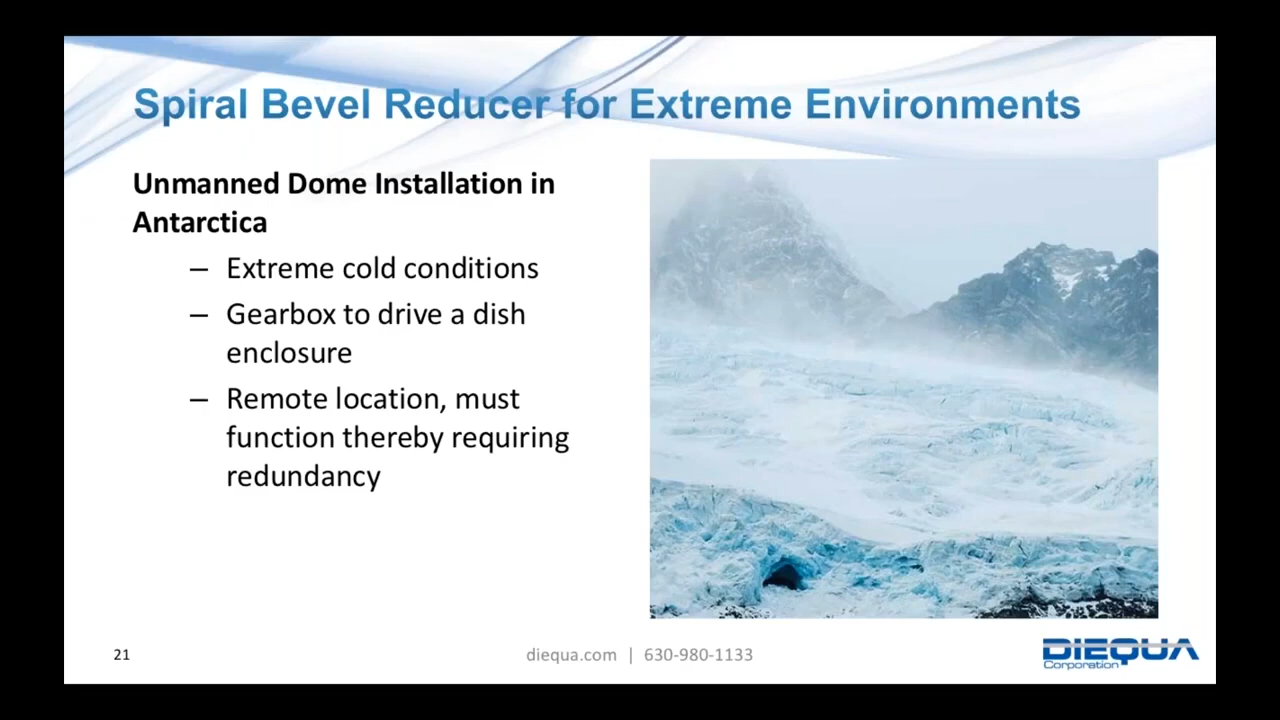 Spiral Bevel Reducer for Extreme Environments
Unmanned Dome Installation in
Antarctica
– Extreme cold conditions
– Gearbox to drive a dish
enclosure
– Remote location, must
function thereby requiring
redundancy
21
diequa.com | 630-980-1133
DIEQUA
Corporation